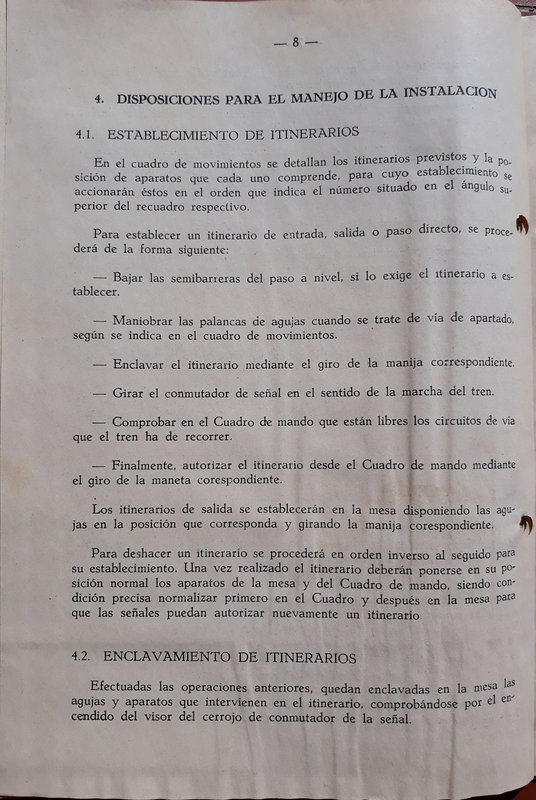 — 8 —
4. DISPOSICIONES PARA EL MANEJO DE LA INSTALACION
4.1. ESTABLECIMIENTO DE ITINERARIOS
En el cuadro de movimientos se detallan los itinerarios previstos y la po-
sición de aparatos que cada uno comprende, para cuyo establecimiento se
accionarán éstos en el orden que indica el número situado en el ángulo su-
perior del recuadro respectivo.
Para establecer un itinerario de entrada, salida o paso directo, se proce-
derá de la forma siguiente:
— Bajar las semibarreras del paso a nivel, si lo exige el itinerario a es-
tablecer.
— Maniobrar las palancas de agujas cuando se trate de vía de apartado,
según se indica en el cuadro de movimientos.
— Enclavar el itinerario mediante el giro de la manija correspondiente.
— Girar el conmutador de señal en el sentido de la marcha del tren.
— Comprobar en el Cuadro de mando que están libres los circuitos de vía
que el tren ha de recorrer.
— Finalmente, autorizar el itinerario desde el Cuadro de mando mediante
el giro de la maneta corespondiente.
Los itinerarios de salida se establecerán en la mesa disponiendo las agu-
jas en la posición que corresponda y girando la manija corespondiente.
Para deshacer un itinerario se procederá en orden inverso al seguido para
su establecimiento. Una vez realizado el itinerario deberán ponerse en su po-
sición normal los aparatos de la mesa y del Cuadro de mando, siendo con-
dición precisa normalizar primero en el Cuadro y después en la mesa para
que las señales puedan autorizar nuevamente un itinerario
4.2. ENCLAVAMIENTO DE ITINERARIOS
Efectuadas las operaciones anteriores, quedan enclavadas en la mesa las
agujas y aparatos que intervienen en el itinerario, comprobándose por el en-
cendido del visor del cerrojo de conmutador de la señal.